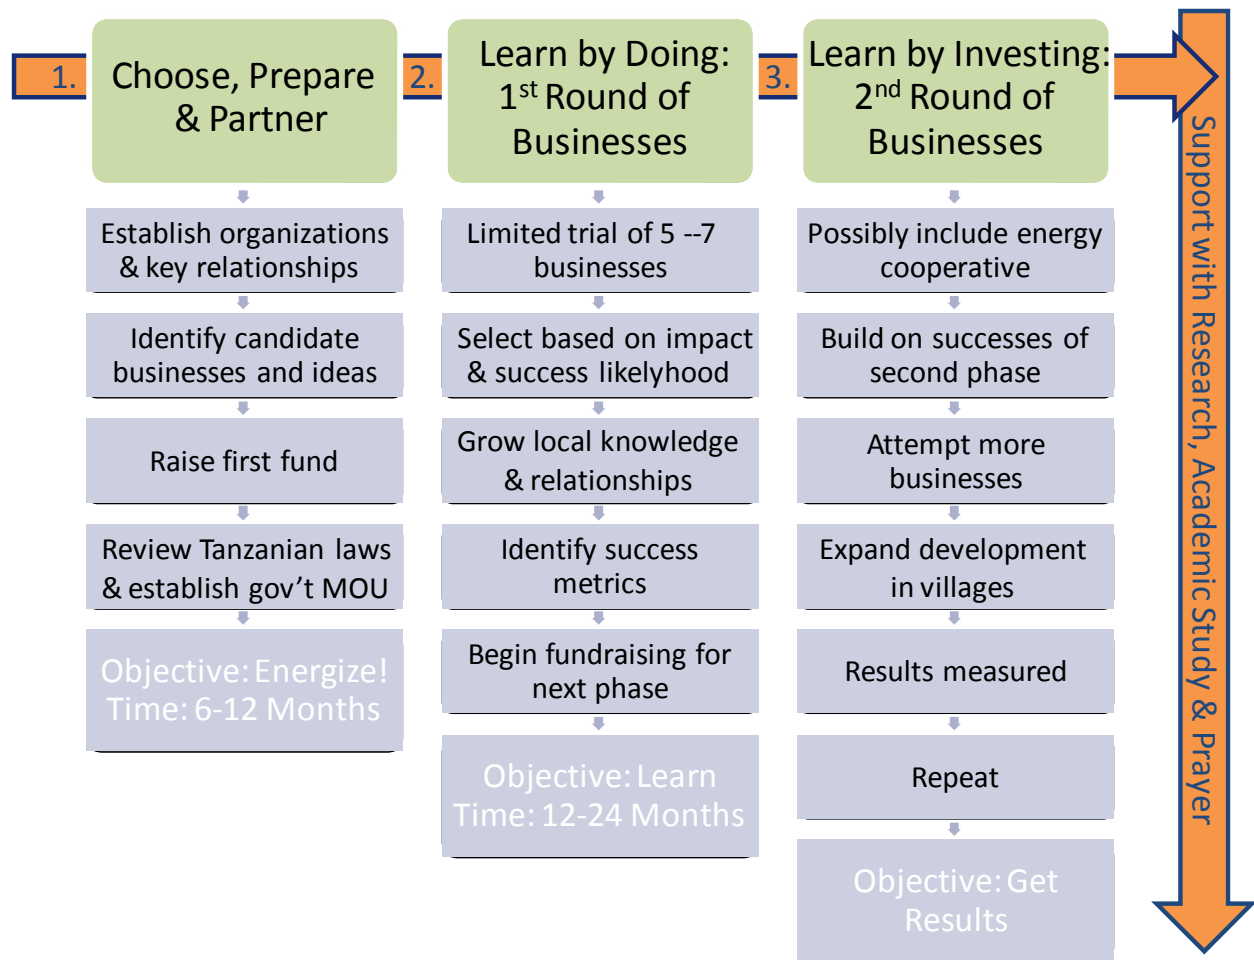 1.
Choose, Prepare
& Partner
Establish organizations
& key relationships
Identify candidate
businesses and ideas
Raise first fund
Review Tanzanian laws
& establish gov’t MOU
Objective: Energize!
Time: 6-12 Months
2.
Learn by Doing:
1st Round of
Businesses
Limited trial of 5 --7
businesses
Select based on impact
& success likelyhood
Grow local knowledge
& relationships
Identify success
metrics
Begin fundraising for
next phase
Objective: Learn
Time: 12-24 Months
3.
Learn by Investing:
2nd Round of
Businesses
Possibly include energy
cooperative
Build on successes of
second phase
Attempt more
businesses
Expand development
in villages
Results measured
Repeat
Objective: Get
Results
Support with Research, Academic Study & Prayer